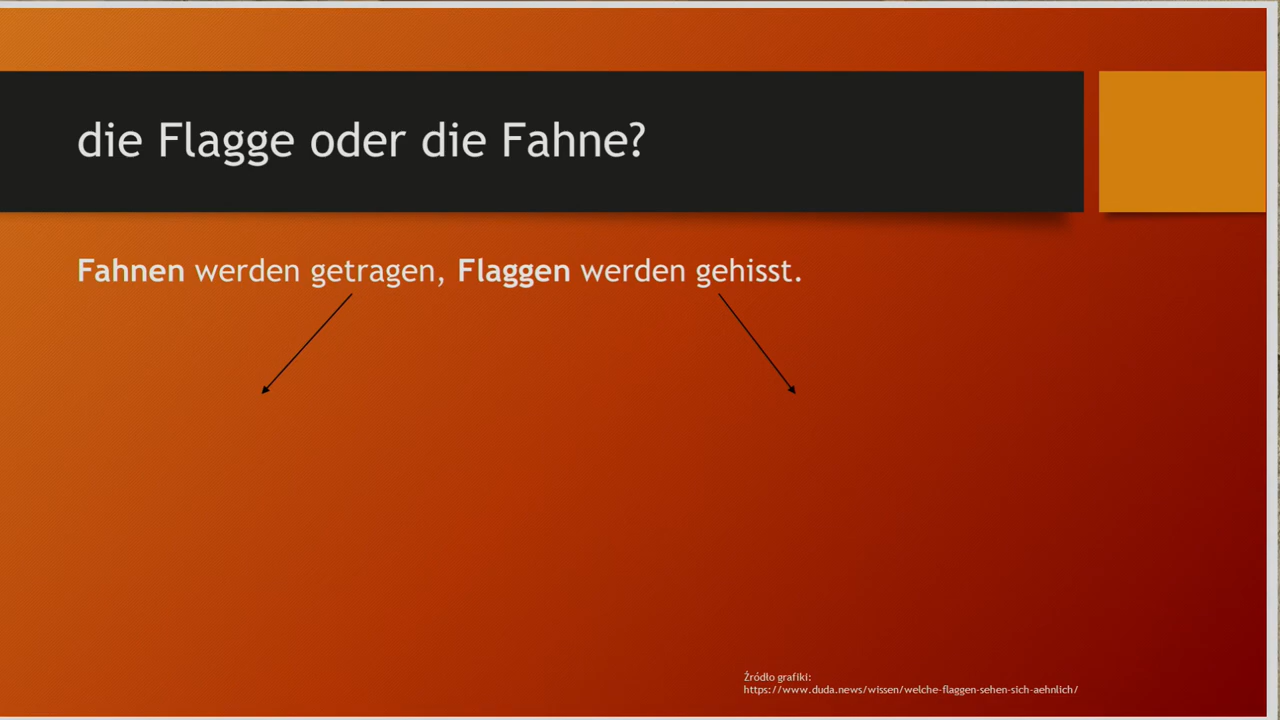 die Flagge oder die Fahne?
Fahnen werden getragen, Flaggen werden gehisst.
Źródło grafiki:
https://www.duda.news/wissen/welche-flaggen-sehen-sich-aehnlich/